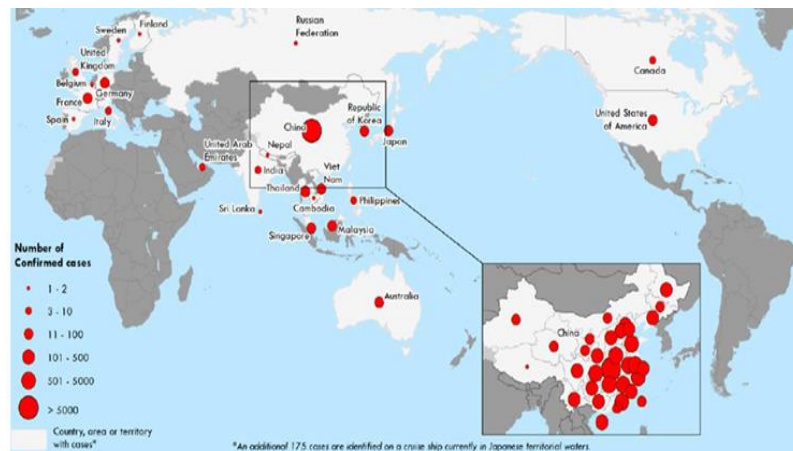 Finland
Sweden
Russian
Federation
United
Kingdom
Belgium
Germany
France
Spain
Italy
Canada
United States
of America
China
Republic
of Korea
Japan
Nepal
United Arab
Emirates
India
Viet
Nam
Thailand
Philippines
Sri Lanka
Cambodia
Singapore
Malaysia
Australia
Number of
Confirmed cases
1 - 2
3 - 10
11 - 100
101 - 500
501 - 5000
> 5000
Country, area or territory
with cases*
China
*An additional 175 cases are identified on a cruise ship currently in Japanese territorial waters.